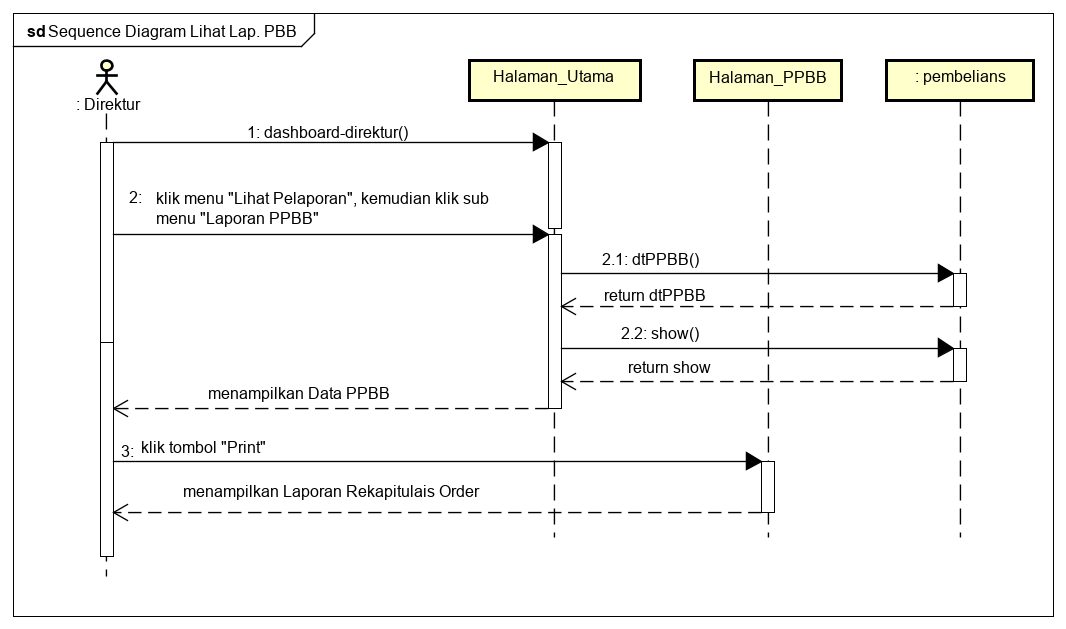 sd Sequence Diagram Lihat Lap. PBB
: Direktur
Halaman_Utama
Halaman_PPBB
: pembelians
1: dashboard-direktur()
2: klik menu "Lihat Pelaporan", kemudian klik sub
menu "Laporan PPBB"
2.1: dtPPBB()
return dtPPBB
2.2: show()
return show
menampilkan Data PPBB
3: klik tombol "Print"
menampilkan Laporan Rekapitulais Order